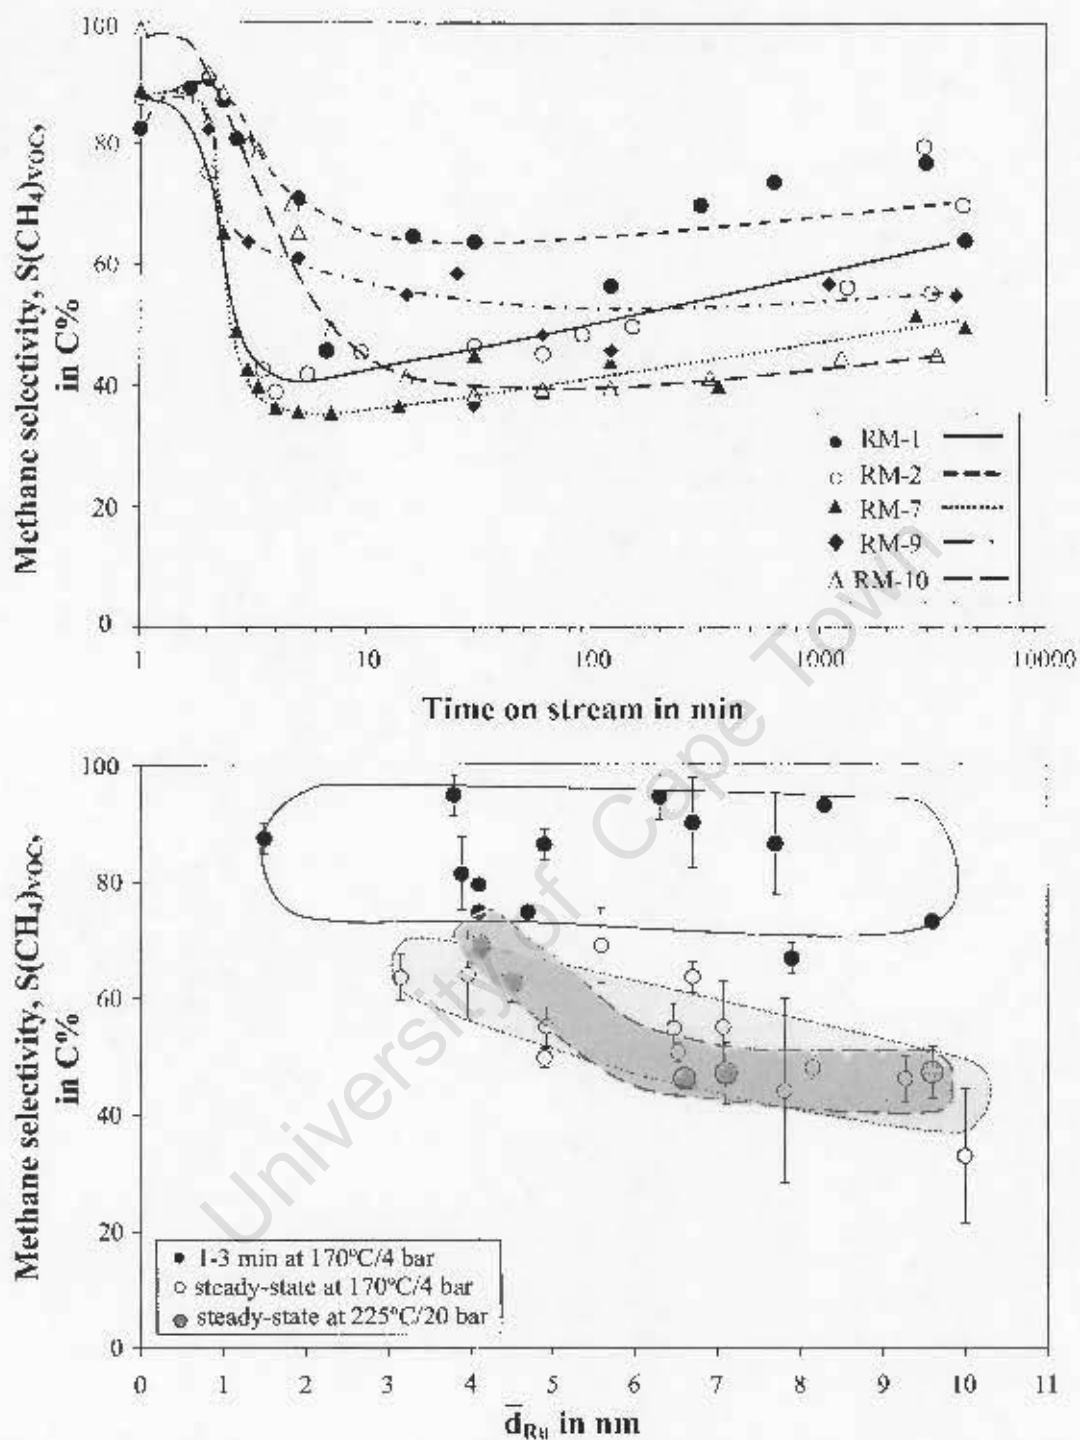 Methane selectivity, S(CH₄)voc,
in C%
100
80
60
40
20
0
● RM-1
○ RM-2
▲ RM-7
◆ RM-9
△ RM-10
1 10 100 1000 10000
Time on stream in min
Methane selectivity, S(CH₄)voc,
in C%
100
80
60
40
20
0
● 1-3 min at 170°C/4 bar
○ steady-state at 170°C/4 bar
● steady-state at 225°C/20 bar
0 1 2 3 4 5 6 7 8 9 10 11
d̅Ru in nm
University of Cape Town